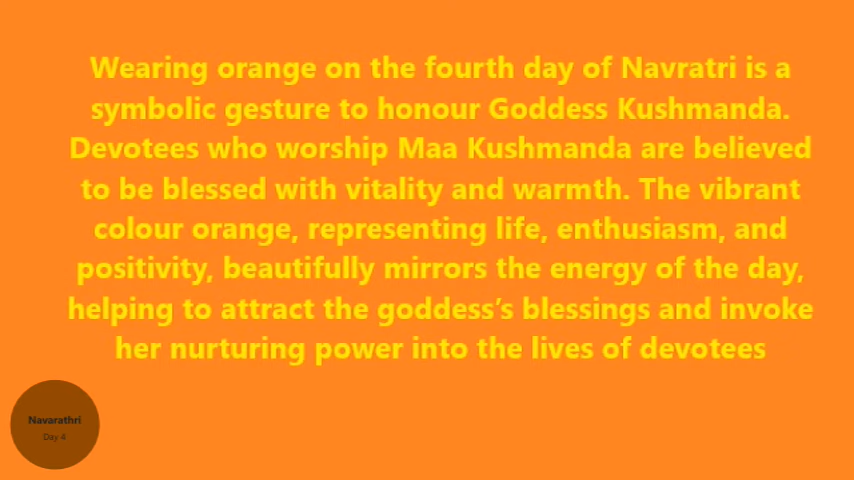 Wearing orange on the fourth day of Navratri is a
symbolic gesture to honour Goddess Kushmanda.
Devotees who worship Maa Kushmanda are believed
to be blessed with vitality and warmth. The vibrant
colour orange, representing life, enthusiasm, and
positivity, beautifully mirrors the energy of the day,
helping to attract the goddess’s blessings and invoke
her nurturing power into the lives of devotees
Navarathri
Day 4